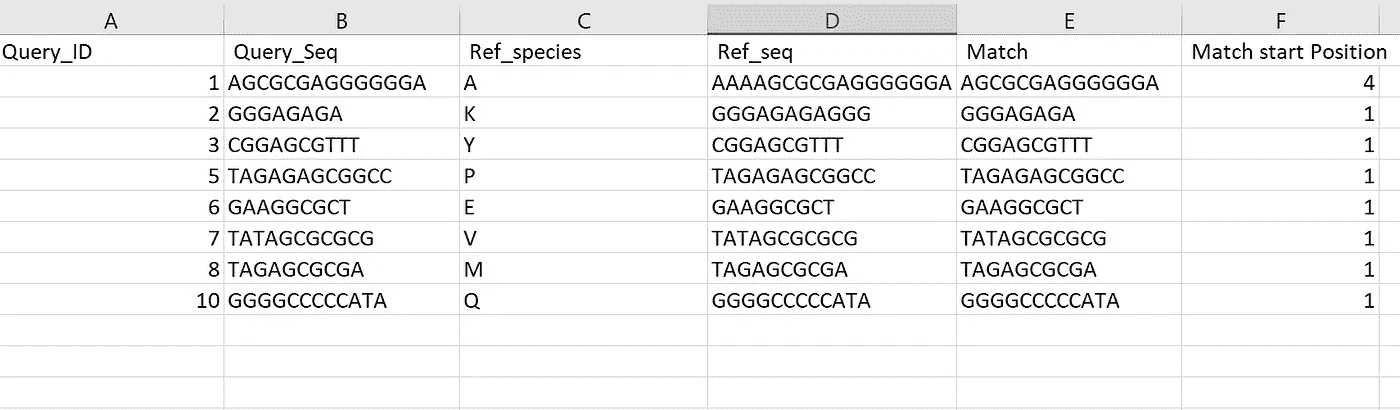 A B C D E F
Query_ID Query_Seq Ref_species Ref_seq Match Match start Position
1 AGCGCGAGGGGGGA A AAAAGCGCGAGGGGGGA AGCGCGAGGGGGGA 4
2 GGGAGAGA K GGGAGAGAGGG GGGAGAGA 1
3 CGGAGCGTTT Y CGGAGCGTTT CGGAGCGTTT 1
5 TAGAGAGCGGCC P TAGAGAGCGGCC TAGAGAGCGGCC 1
6 GAAGGCGCT E GAAGGCGCT GAAGGCGCT 1
7 TATAGCGCGCG V TATAGCGCGCG TATAGCGCGCG 1
8 TAGAGCGCGA M TAGAGCGCGA TAGAGCGCGA 1
10 GGGGCCCCCATA Q GGGGCCCCCATA GGGGCCCCCATA 1